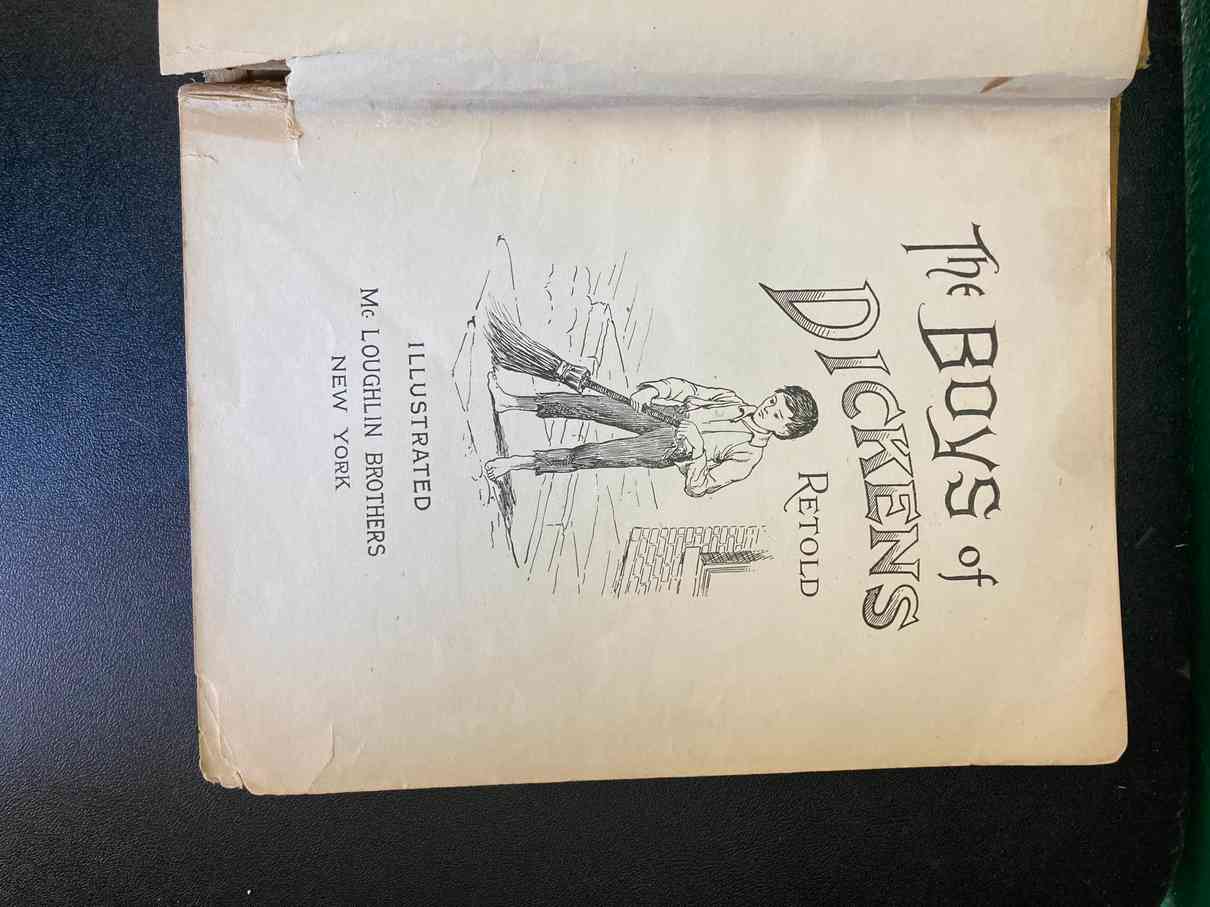 The BOYS of
DICKENS
RETOLD
ILLUSTRATED
Mc LOUGHLIN BROTHERS
NEW YORK